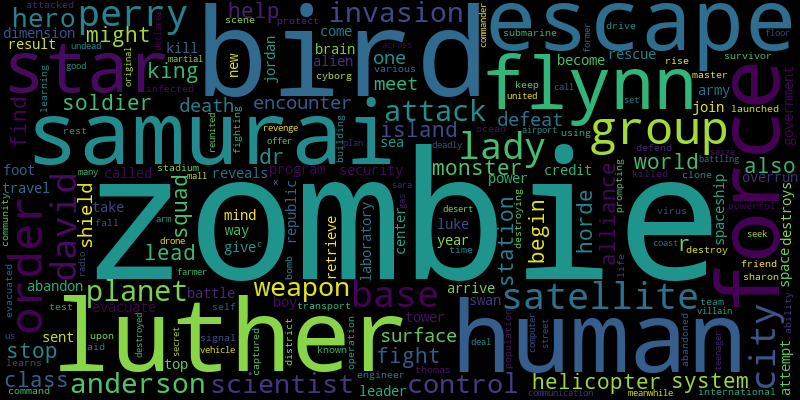 zombie
human
bird
luther
samurai
escape
star
flynn
force
group
lady
base
satellite
order
david
city
planet
weapon
anderson
scientist
control
perry
hero
invasion
attack
soldier
king
might
help
stop
class
lead
squad
shield
island
monster
defeat
world
also
station
begin
horde
alliance
surface
fight
helicopter
system
dr
find
death
encounter
meet
one
result
dimension
kill
jordan
new
brain
alien
cyborg
come
various
become
rescue
army
join
launched
rise
master
united
keep
call
set
using
drive
former
floor
survivor
protect
scene
attacked
undead
good
original
martial
infected
learning
rest
revenge
offer
fighting
reunited
building
sea
ocean
plan
airport
deadly
submarine
commander
across
declares
government
defend
seize
killed
clone
battling
powerful
overrun
space
destroys
spaceship
destroy
seek
friend
sharon
coast
r
virus
prompting
life
destroying
power
credit
security
program
reveals
called
many
stadium
mall
x
foot
travel
take
fall
arm
mind
way
give
c
drone
farmer
retrieve
republic
laboratory
center
gas
sara
luke
year
time
desert
arrive
swan
community
evacuated
abandon
radio
evacuate
battle
boy
bomb
transport
tower
test
sent
us
upon
aid
learns
command
destroyed
secret
signal
self
vehicle
top
captured
district
known
operation
thomas
engineer
leader
deal
population
computer
street
communication
abandoned
teenager
team
villain
ability
attempt
international
meanwhile